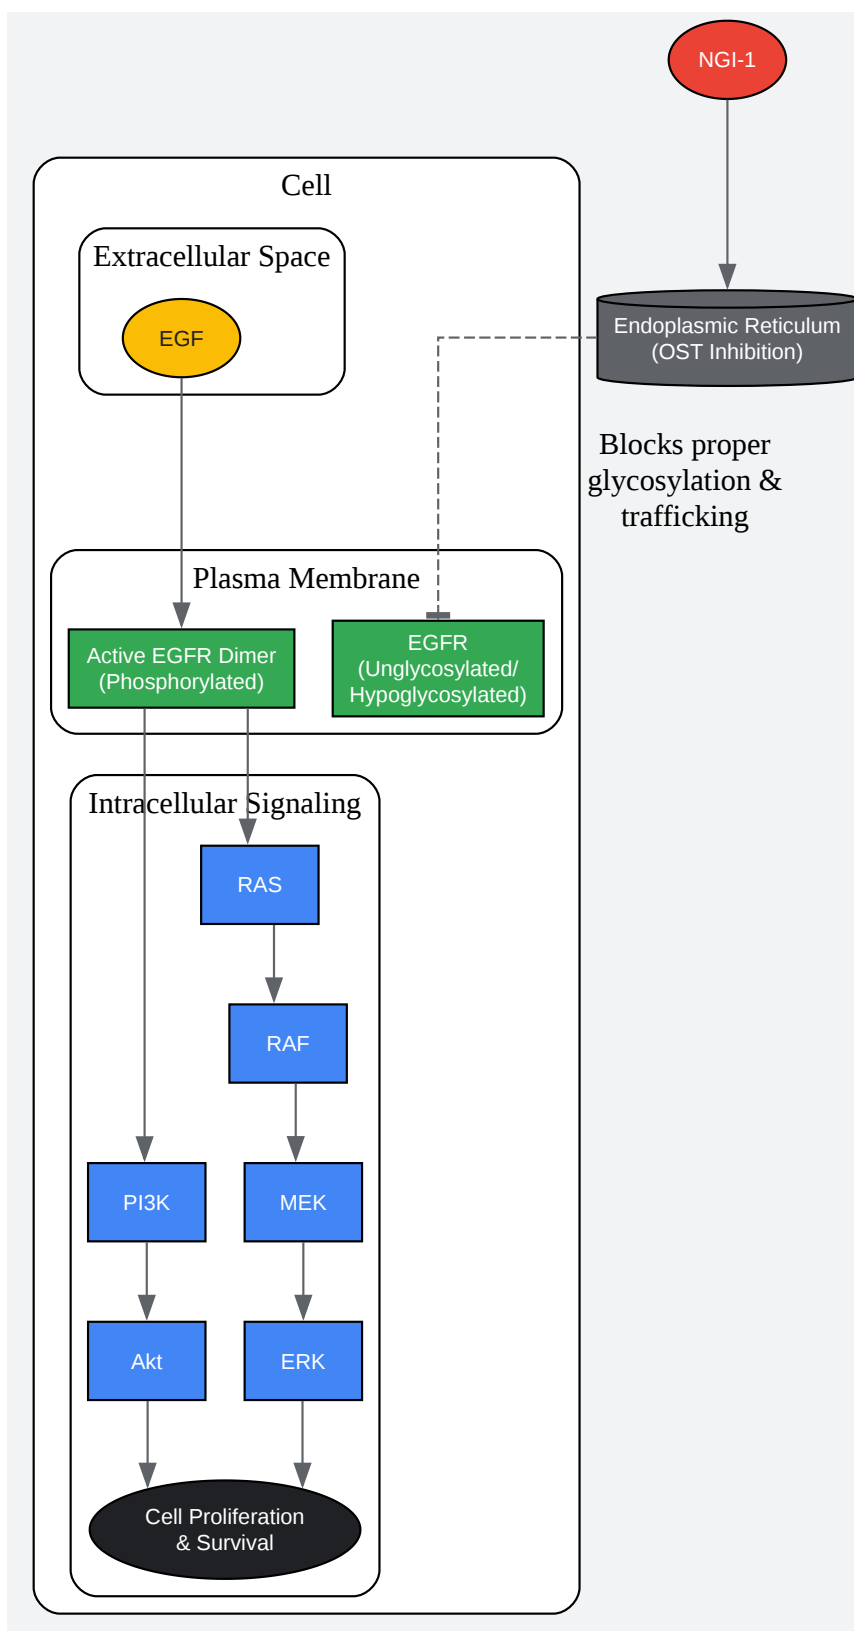 NGI-1
Cell
Extracellular Space
EGF
Endoplasmic Reticulum
(OST Inhibition)
Blocks proper
glycosylation &
trafficking
Plasma Membrane
Active EGFR Dimer
(Phosphorylated)
EGFR
(Unglycosylated/
Hypoglycosylated)
Intracellular Signaling
RAS
RAF
PI3K
MEK
Akt
ERK
Cell Proliferation
& Survival